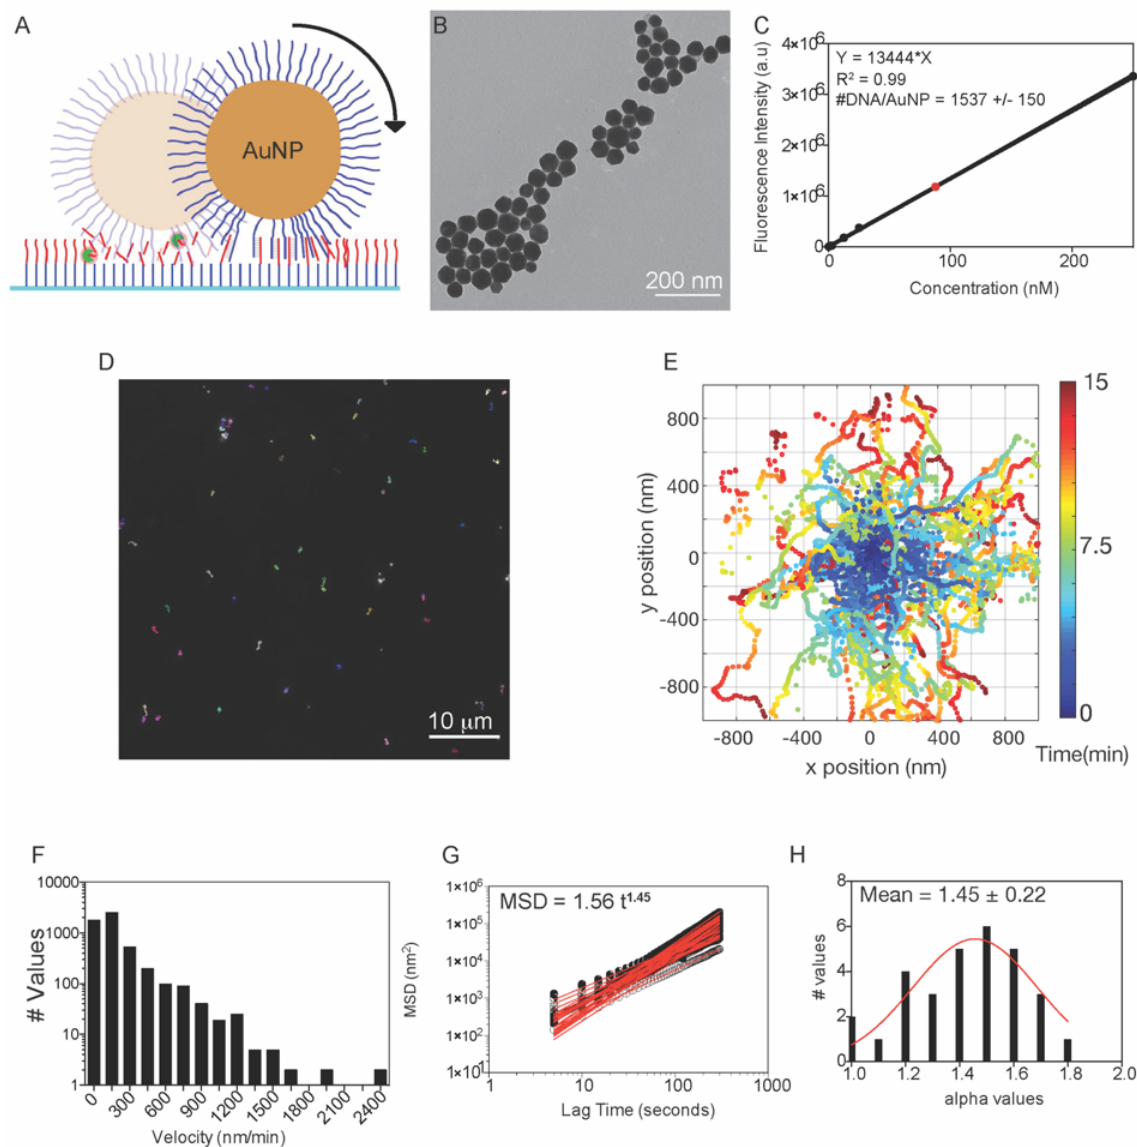 A
AuNP
B
200 nm
C
Y = 13444*X
R² = 0.99
#DNA/AuNP = 1537 +/- 150
4×10⁶
3×10⁶
2×10⁶
1×10⁶
0
0
100
200
Fluorescence Intensity (a.u)
Concentration (nM)
D
10 µm
E
800
400
0
-400
-800
-800
-400
0
400
800
y position (nm)
x position (nm)
15
7.5
0
Time(min)
F
10000
1000
100
10
1
# Values
0
300
600
900
1200
1500
1800
2100
2400
Velocity (nm/min)
G
MSD = 1.56 t¹·⁴⁵
1×10⁶
1×10⁵
1×10⁴
1×10³
1×10²
1×10¹
MSD (nm²)
1
10
100
1000
Lag Time (seconds)
H
Mean = 1.45 ± 0.22
8
6
4
2
0
# values
1.0
1.2
1.4
1.6
1.8
2.0
alpha values